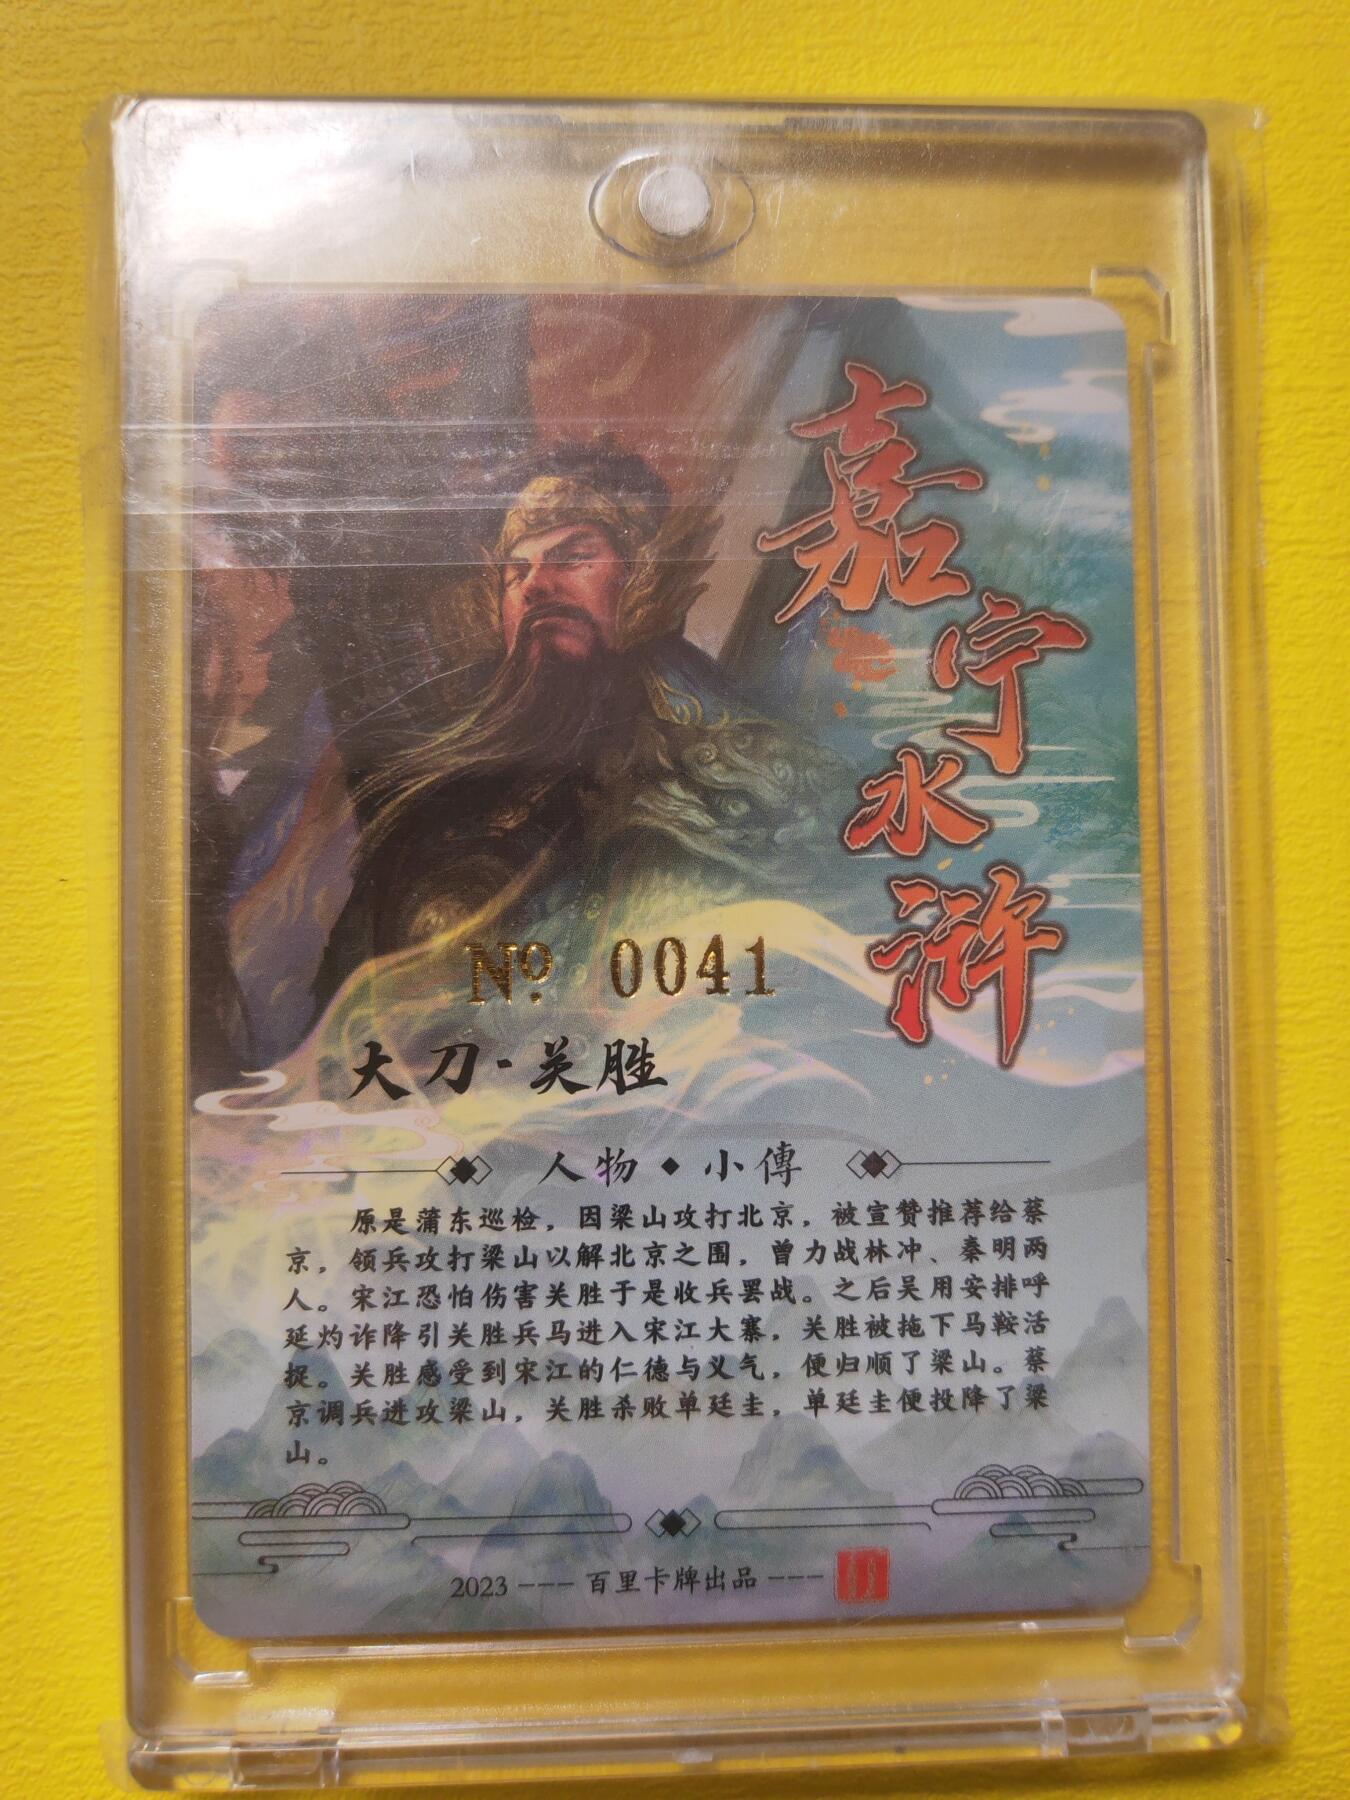 嘉宁水浒
№ 0041
大刀-关胜
人物◆小傳
原是蒲东巡检，因梁山攻打北京，被宣赞推荐给蔡
京，领兵攻打梁山以解北京之围，曾力战林冲、秦明两
人。宋江恐怕伤害关胜于是收兵罢战。之后吴用安排呼
延灼诈降引关胜兵马进入宋江大寨，关胜被拖下马鞍活
捉。关胜感受到宋江的仁德与义气，便归顺了梁山。蔡
京调兵进攻梁山，关胜杀败单廷圭，单廷圭便投降了梁
山。
2023---百里卡牌出品---